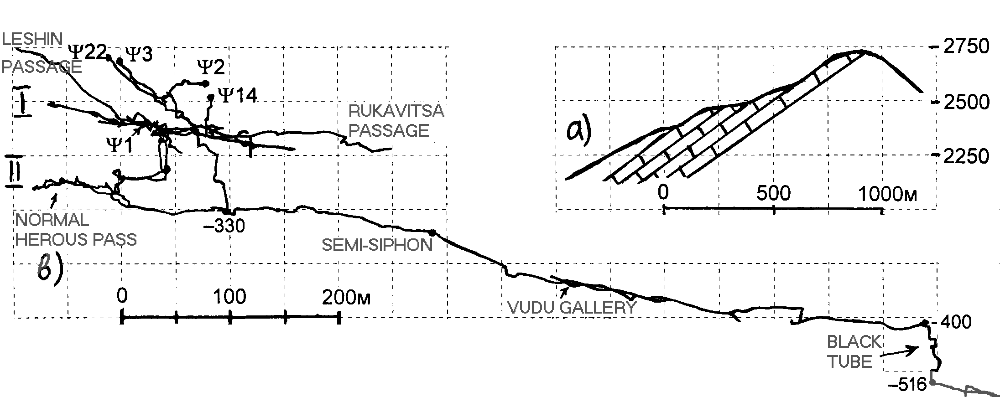 LESHIN
PASSAGE
Ψ22
Ψ3
Ψ2
Ψ14
I
Ψ1
RUKAVITSA
PASSAGE
II
NORMAL
HEROUS PASS
–330
SEMI-SIPHON
в)
0 100 200м
VUDU GALLERY
-400
BLACK
TUBE
–516
а)
2750
2500
2250
0 500 1000м